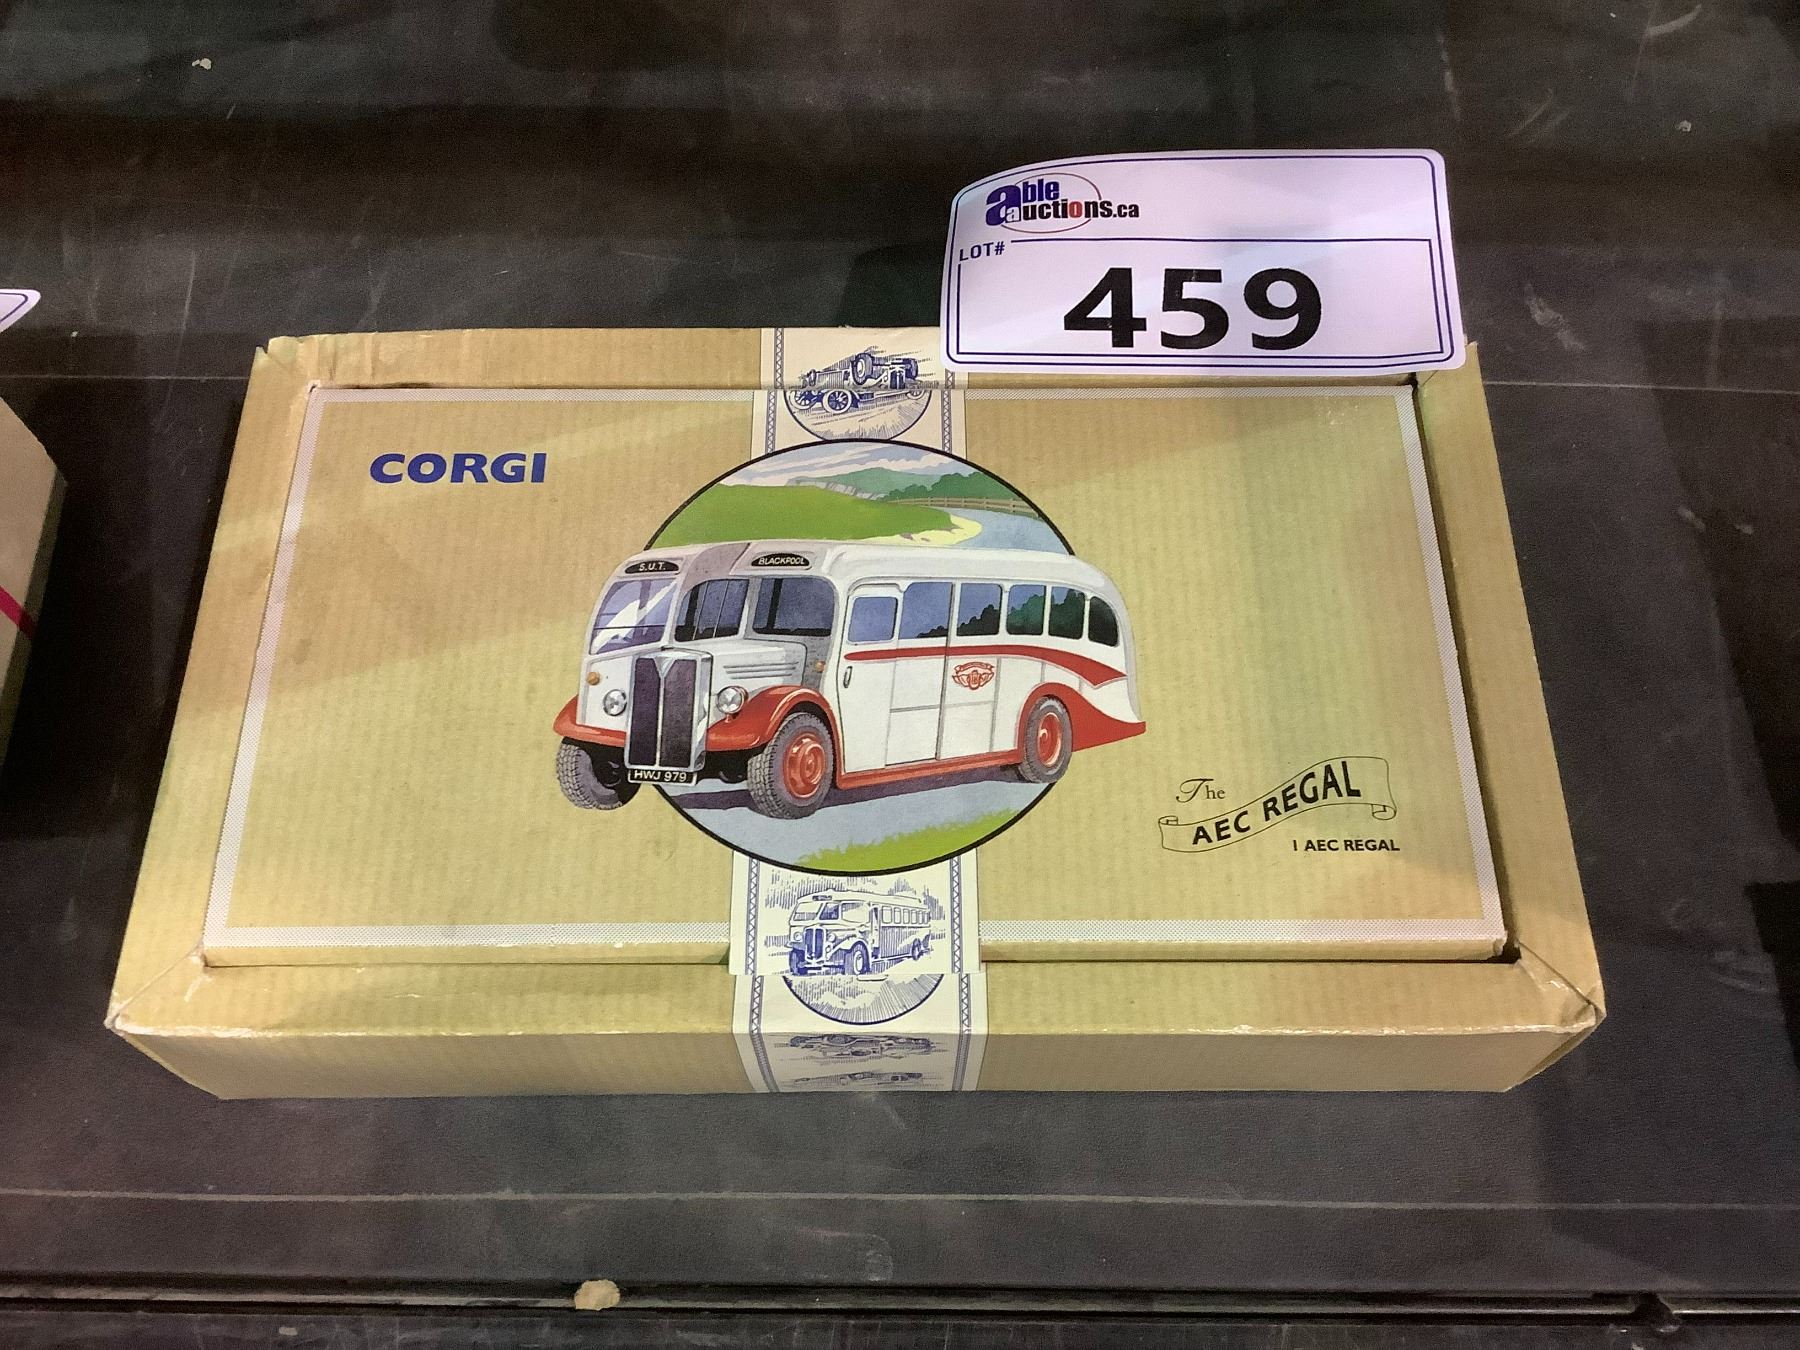 able
auctions.ca
LOT#
459
CORGI
S.U.T.
BLACKPOOL
HWJ 979
The
AEC REGAL
1 AEC REGAL